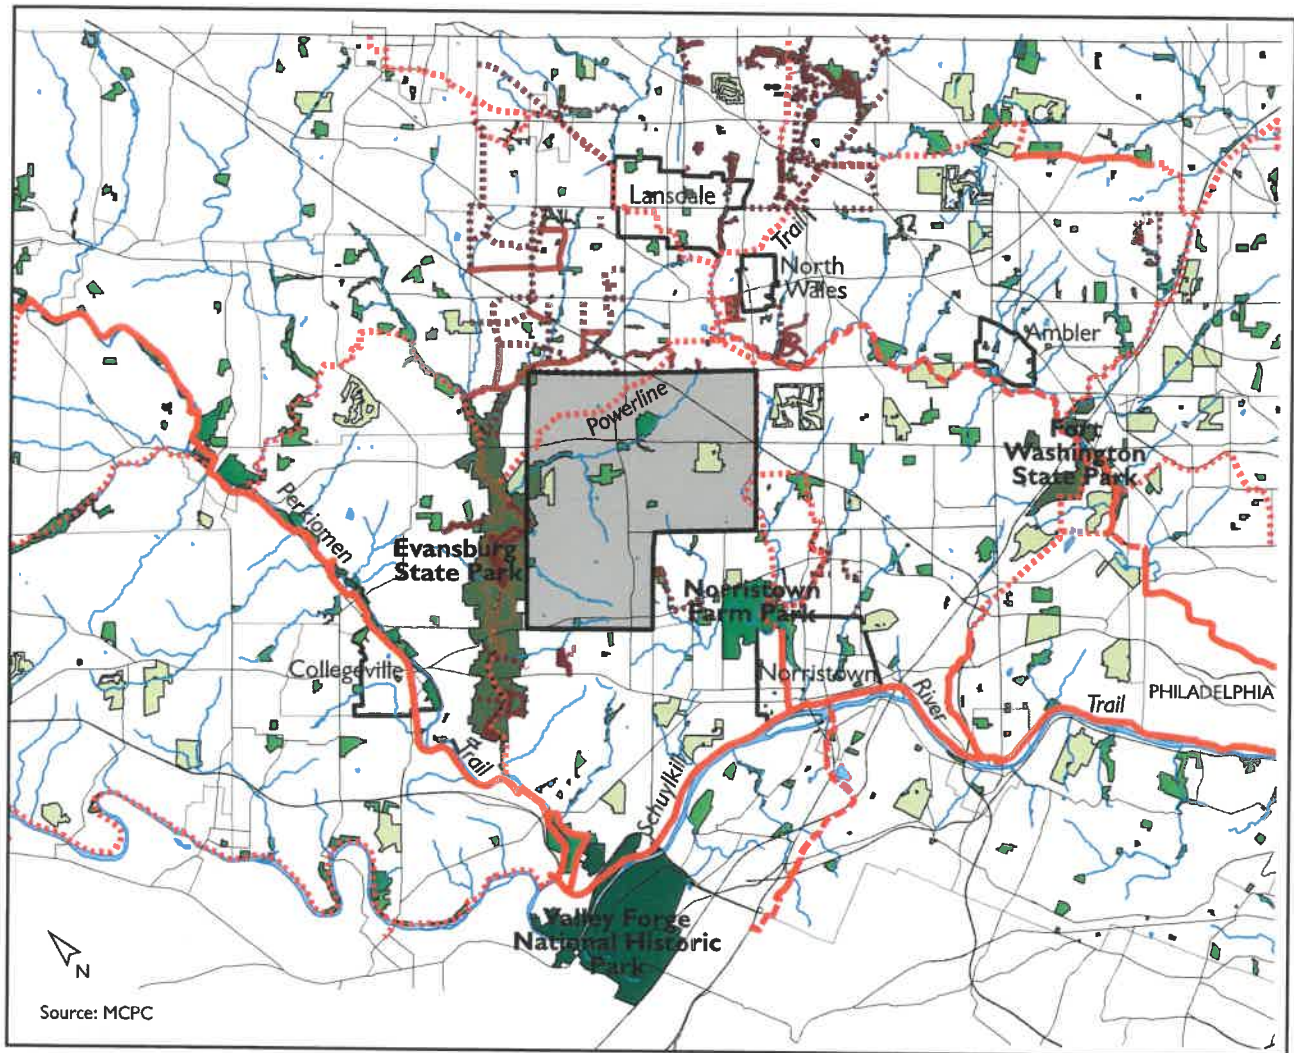 Lansdale
Trail
North
Wales
Ambler
Powerline
Fort
Washington
State Park
Perkiomen
Evansburg
State Park
Norristown
Farm Park
Collegeville
Norristown
River
Trail
PHILADELPHIA
Trail
Schuylkill
Valley Forge
National Historic
Park
N
Source: MCPC